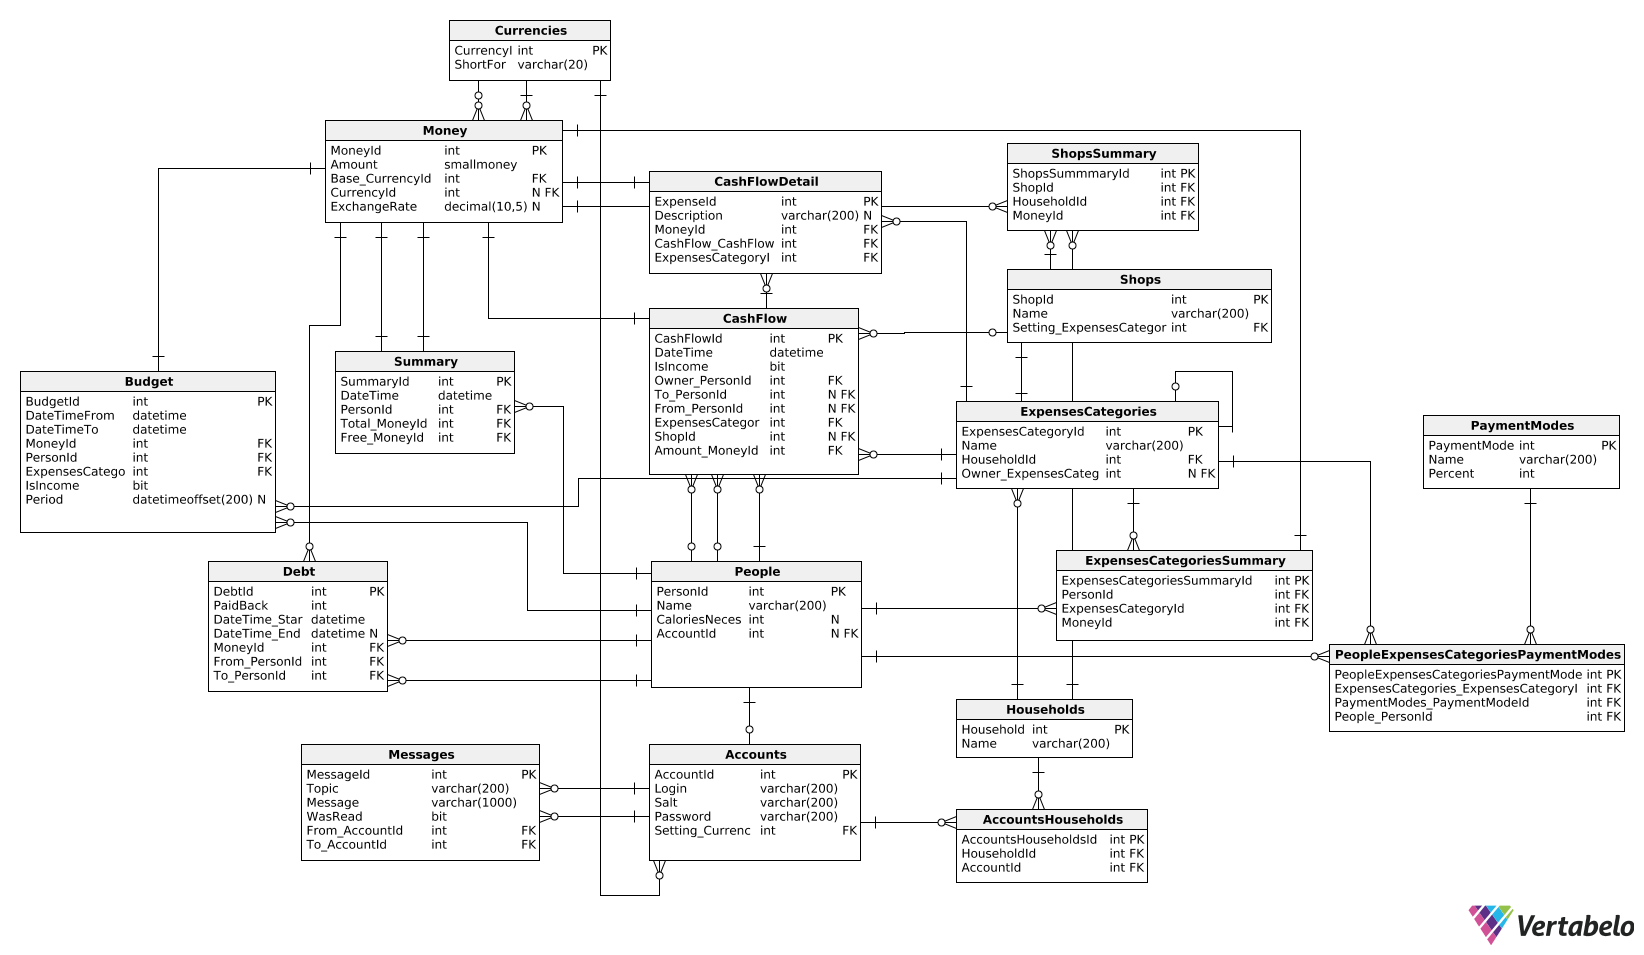 Currencies
CurrencyI int PK
ShortFor varchar(20)
Money
MoneyId int PK
Amount smallmoney
Base_CurrencyId int FK
CurrencyId int N FK
ExchangeRate decimal(10,5) N
CashFlowDetail
ExpenseId int PK
Description varchar(200) N
MoneyId int FK
CashFlow_CashFlow int FK
ExpensesCategoryI int FK
ShopsSummary
ShopsSummmaryId int PK
ShopId int FK
HouseholdId int FK
MoneyId int FK
Shops
ShopId int PK
Name varchar(200)
Setting_ExpensesCategor int FK
CashFlow
CashFlowId int PK
DateTime datetime
IsIncome bit
Owner_PersonId int FK
To_PersonId int N FK
From_PersonId int N FK
ExpensesCategor int FK
ShopId int N FK
Amount_MoneyId int FK
Summary
SummaryId int PK
DateTime datetime
PersonId int FK
Total_MoneyId int FK
Free_MoneyId int FK
Budget
BudgetId int PK
DateTimeFrom datetime
DateTimeTo datetime
MoneyId int FK
PersonId int FK
ExpensesCatego int FK
IsIncome bit
Period datetimeoffset(200) N
ExpensesCategories
ExpensesCategoryId int PK
Name varchar(200)
HouseholdId int FK
Owner_ExpensesCateg int N FK
PaymentModes
PaymentMode int PK
Name varchar(200)
Percent int
Debt
DebtId int PK
PaidBack int
DateTime_Star datetime
DateTime_End datetime N
MoneyId int FK
From_PersonId int FK
To_PersonId int FK
People
PersonId int PK
Name varchar(200)
CaloriesNeces int N
AccountId int N FK
ExpensesCategoriesSummary
ExpensesCategoriesSummaryId int PK
PersonId int FK
ExpensesCategoryId int FK
MoneyId int FK
PeopleExpensesCategoriesPaymentModes
PeopleExpensesCategoriesPaymentMode int PK
ExpensesCategories_ExpensesCategoryI int FK
PaymentModes_PaymentModeId int FK
People_PersonId int FK
Households
Household int PK
Name varchar(200)
Messages
MessageId int PK
Topic varchar(200)
Message varchar(1000)
WasRead bit
From_AccountId int FK
To_AccountId int FK
Accounts
AccountId int PK
Login varchar(200)
Salt varchar(200)
Password varchar(200)
Setting_Currenc int FK
AccountsHouseholds
AccountsHouseholdsId int PK
HouseholdId int FK
AccountId int FK
Vertabelo